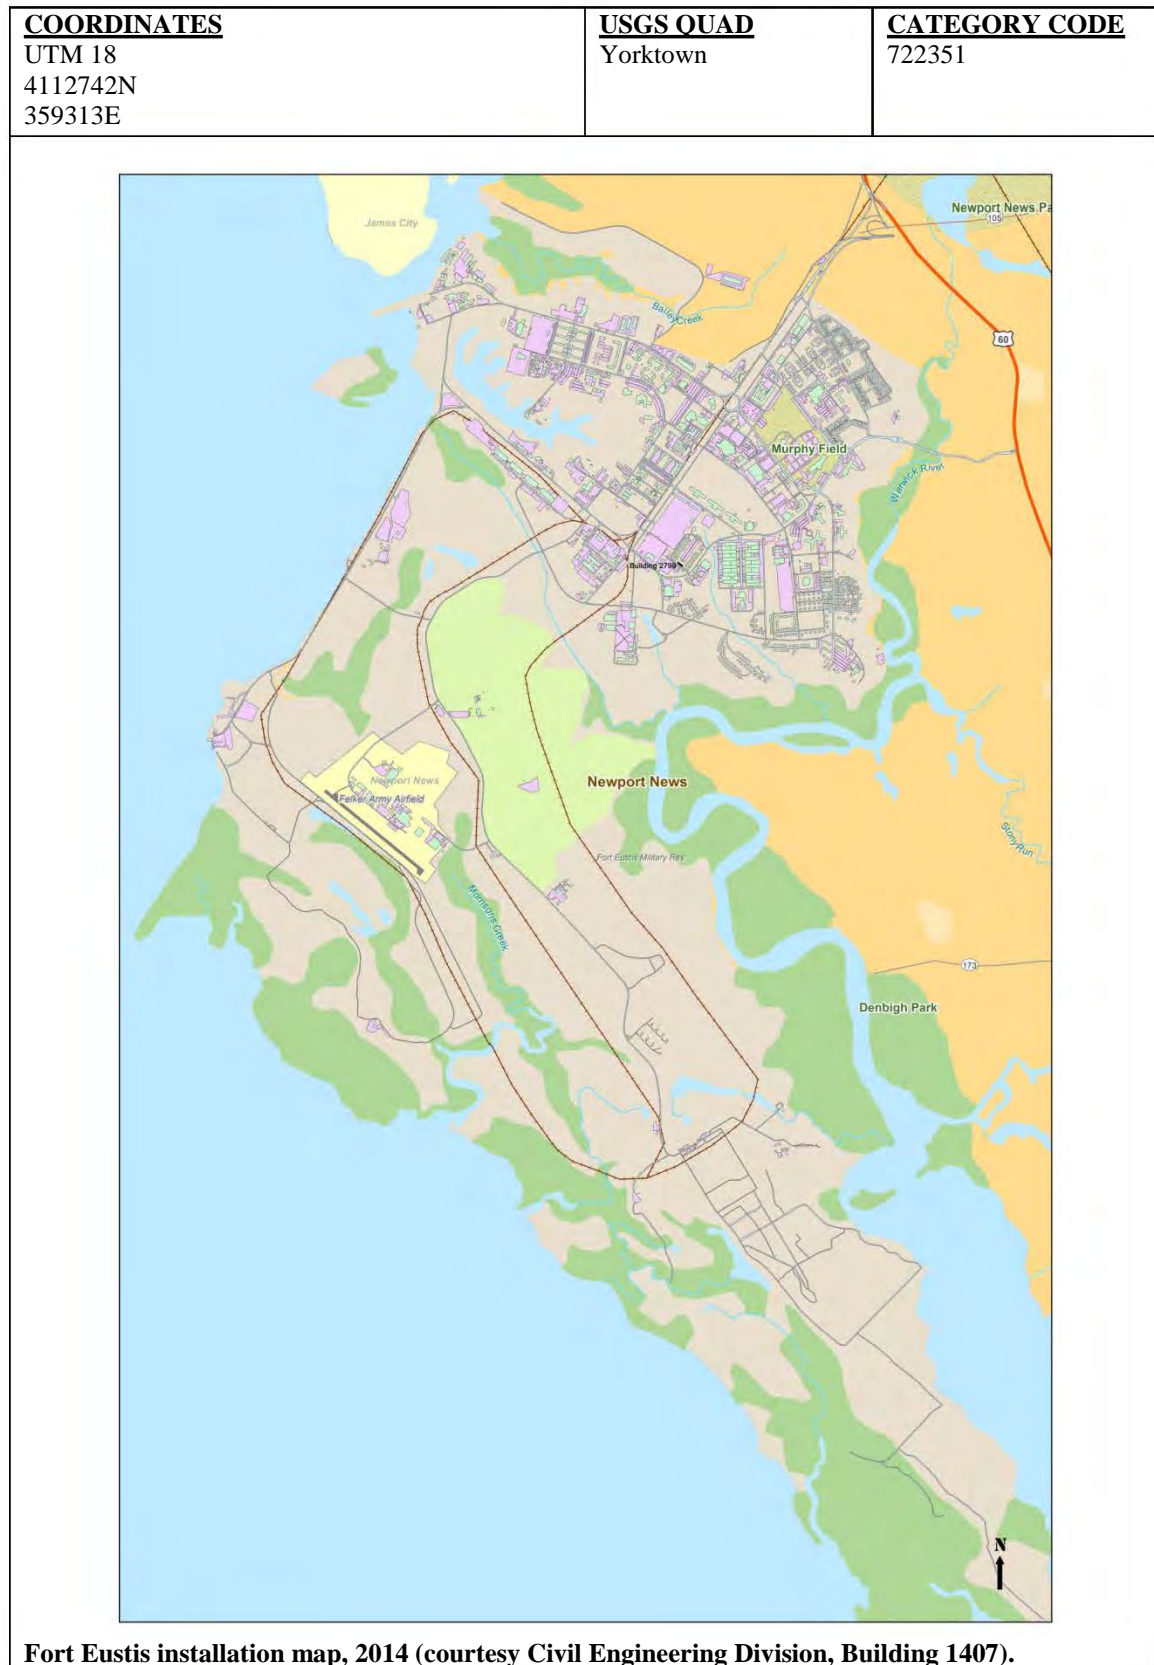 COORDINATES
UTM 18
4112742N
359313E
USGS QUAD
Yorktown
CATEGORY CODE
722351
James City
Newport News Pa
105
Bailey Creek
60
Murphy Field
Warwick River
Building 2799
Newport News
Newport News
Felker Army Airfield
Stony Run
Fort Eustis Military Res
Morrisons Creek
173
Denbigh Park
N
Fort Eustis installation map, 2014 (courtesy Civil Engineering Division, Building 1407).